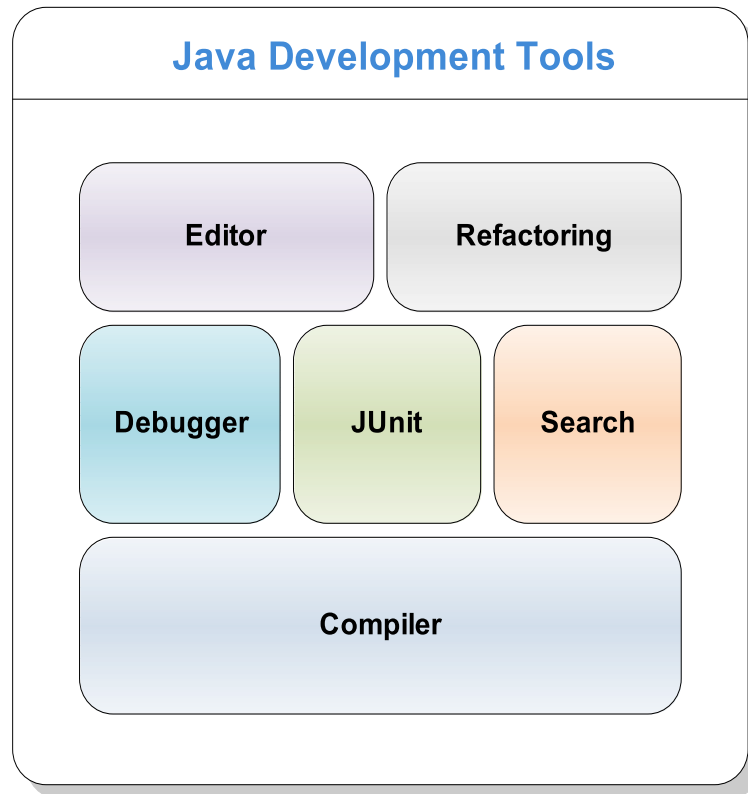 Java Development Tools
Editor
Refactoring
Debugger
JUnit
Search
Compiler